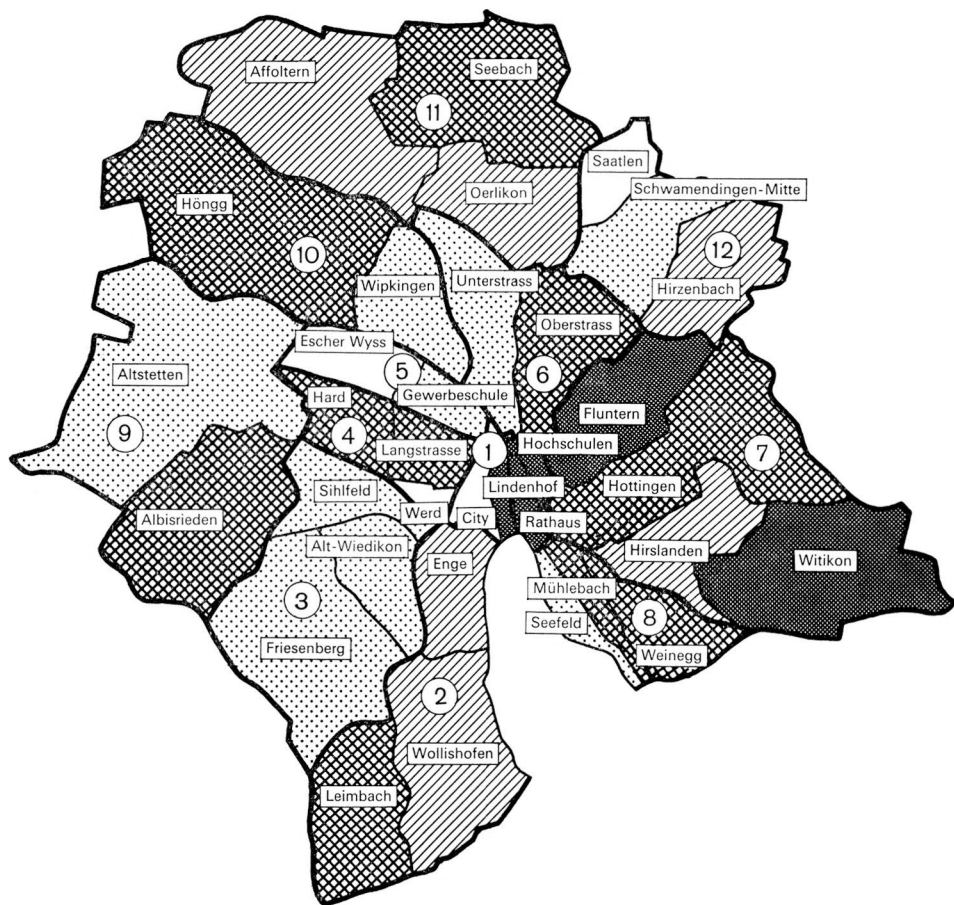 Affoltern
Seebach
11
Saatlen
Schwamendingen-Mitte
Oerlikon
Höngg
10
12
Wipkingen
Unterstrass
Hirzenbach
Oberstrass
Escher Wyss
5
6
Altstetten
Gewerbeschule
Hard
Fluntern
9
4
1
Hochschulen
7
Langstrasse
Lindenhof
Hottingen
Sihlfeld
Albisrieden
Werd
City
Rathaus
Alt-Wiedikon
Enge
Hirslanden
Witikon
Mühlebach
3
8
Seefeld
Friesenberg
Weinegg
2
Wollishofen
Leimbach